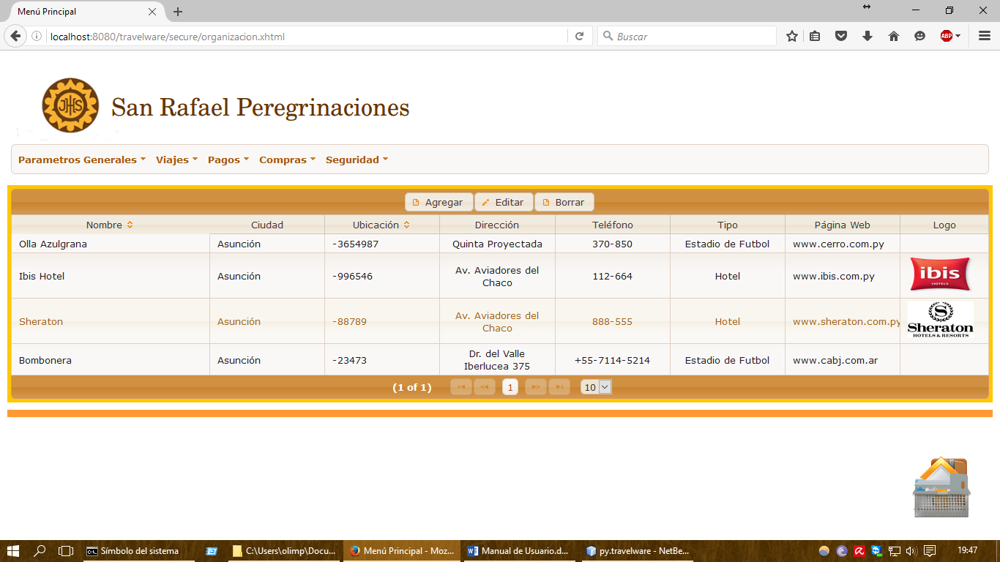 Menú Principal
localhost:8080/travelware/secure/organizacion.xhtml
Buscar
ABP
JHS
San Rafael Peregrinaciones
Parametros Generales Viajes Pagos Compras Seguridad
Agregar Editar Borrar
Nombre Ciudad Ubicación Dirección Teléfono Tipo Página Web Logo
Olla Azulgrana Asunción -3654987 Quinta Proyectada 370-850 Estadio de Futbol www.cerro.com.py
Ibis Hotel Asunción -996546 Av. Aviadores del Chaco 112-664 Hotel www.ibis.com.py ibis HOTELS
Sheraton Asunción -88789 Av. Aviadores del Chaco 888-555 Hotel www.sheraton.com.py S Sheraton HOTELS & RESORTS
Bombonera Asunción -23473 Dr. del Valle Iberlucea 375 +55-7114-5214 Estadio de Futbol www.cabj.com.ar
(1 of 1) 1 10
Símbolo del sistema C:\Users\olimp\Docu... Menú Principal - Moz... Manual de Usuario.d... py.travelware - NetBe... 19:47